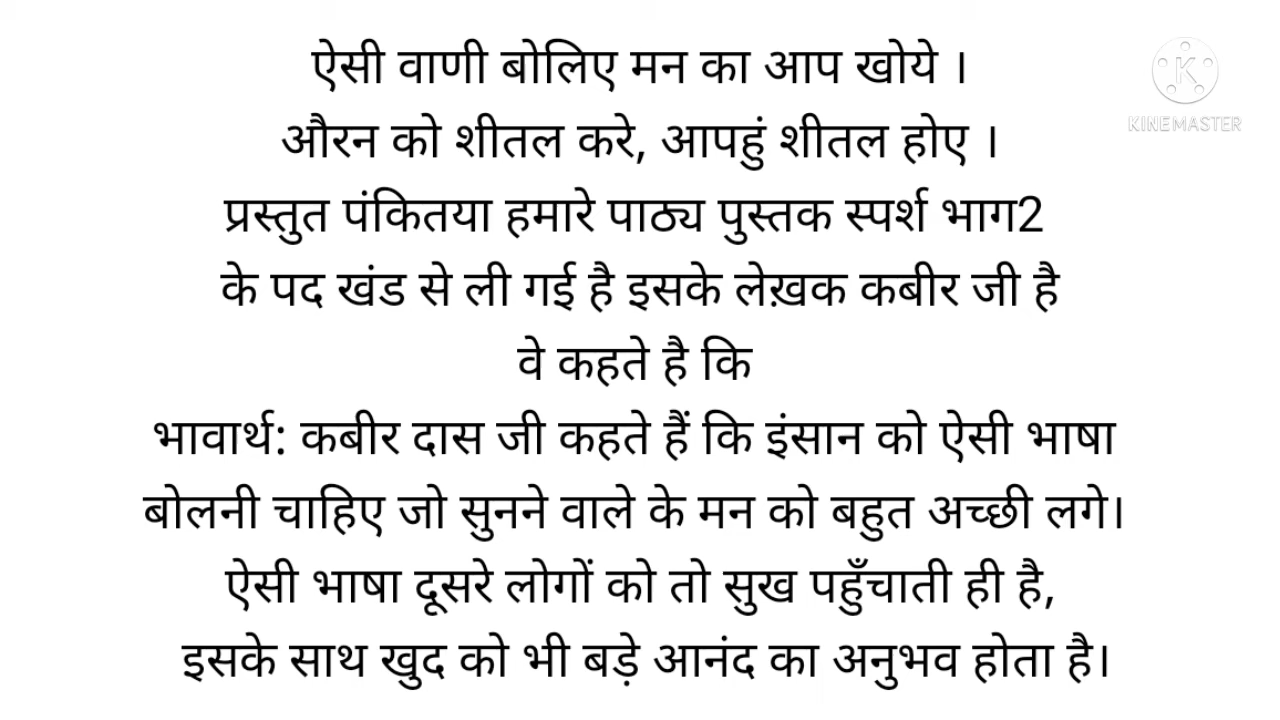 ऐसी वाणी बोलिए मन का आप खोये ।
KINEMASTER
औरन को शीतल करे, आपहुं शीतल होए ।
प्रस्तुत पंकितया हमारे पाठ्य पुस्तक स्पर्श भाग2
के पद खंड से ली गई है इसके लेख़क कबीर जी है
वे कहते है कि
भावार्थ: कबीर दास जी कहते हैं कि इंसान को ऐसी भाषा
बोलनी चाहिए जो सुनने वाले के मन को बहुत अच्छी लगे।
ऐसी भाषा दूसरे लोगों को तो सुख पहुँचाती ही है,
इसके साथ खुद को भी बड़े आनंद का अनुभव होता है।